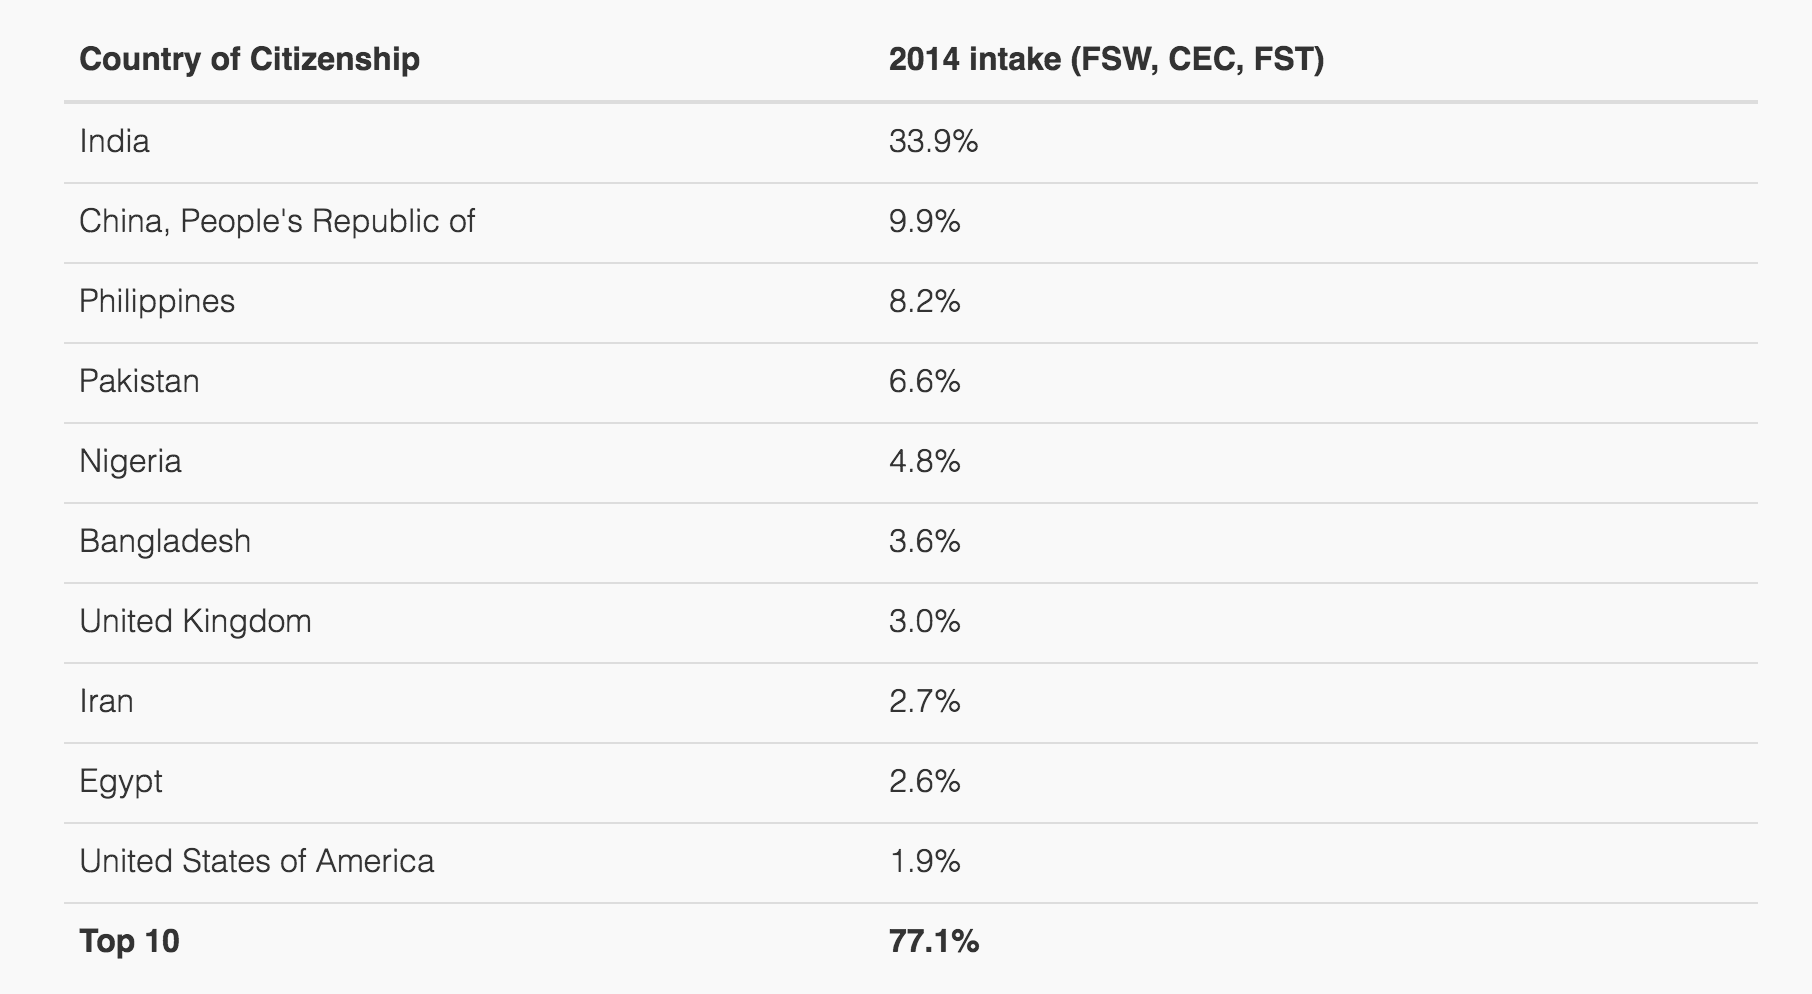 Country of Citizenship 2014 intake (FSW, CEC, FST)
India 33.9%
China, People's Republic of 9.9%
Philippines 8.2%
Pakistan 6.6%
Nigeria 4.8%
Bangladesh 3.6%
United Kingdom 3.0%
Iran 2.7%
Egypt 2.6%
United States of America 1.9%
Top 10 77.1%